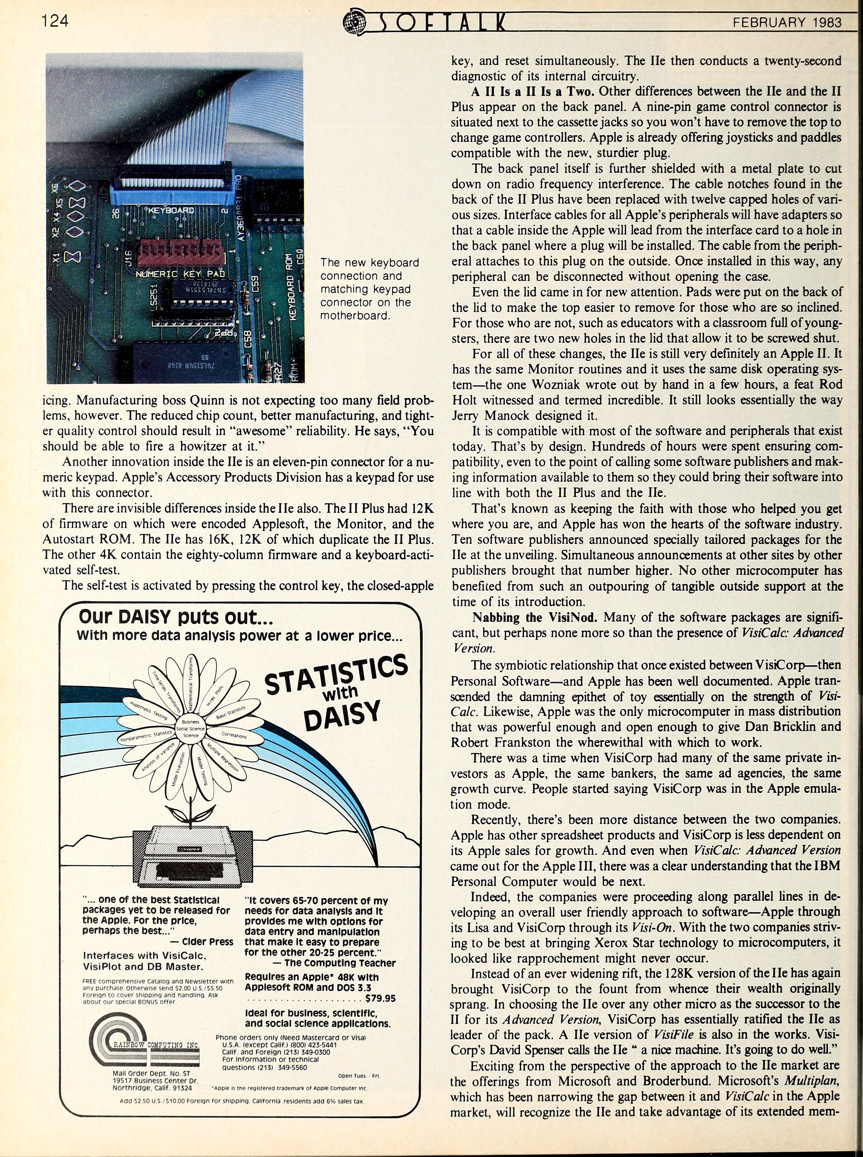 124
SOFTALK
FEBRUARY 1983
X1 X2 X4 X5 X6
26
KEYBOARD
2
J16
1
NUMERIC KEY PAD
LS251
C59
C60
KEYBOARD ROM
C58
RP2
R27
The new keyboard
connection and
matching keypad
connector on the
motherboard.
icing. Manufacturing boss Quinn is not expecting too many field prob-
lems, however. The reduced chip count, better manufacturing, and tight-
er quality control should result in “awesome” reliability. He says, “You
should be able to fire a howitzer at it.”
Another innovation inside the IIe is an eleven-pin connector for a nu-
meric keypad. Apple's Accessory Products Division has a keypad for use
with this connector.
There are invisible differences inside the IIe also. The II Plus had 12K
of firmware on which were encoded Applesoft, the Monitor, and the
Autostart ROM. The IIe has 16K, 12K of which duplicate the II Plus.
The other 4K contain the eighty-column firmware and a keyboard-acti-
vated self-test.
The self-test is activated by pressing the control key, the closed-apple
key, and reset simultaneously. The IIe then conducts a twenty-second
diagnostic of its internal circuitry.
A II Is a II Is a Two. Other differences between the IIe and the II
Plus appear on the back panel. A nine-pin game control connector is
situated next to the cassette jacks so you won't have to remove the top to
change game controllers. Apple is already offering joysticks and paddles
compatible with the new, sturdier plug.
The back panel itself is further shielded with a metal plate to cut
down on radio frequency interference. The cable notches found in the
back of the II Plus have been replaced with twelve capped holes of vari-
ous sizes. Interface cables for all Apple's peripherals will have adapters so
that a cable inside the Apple will lead from the interface card to a hole in
the back panel where a plug will be installed. The cable from the periph-
eral attaches to this plug on the outside. Once installed in this way, any
peripheral can be disconnected without opening the case.
Even the lid came in for new attention. Pads were put on the back of
the lid to make the top easier to remove for those who are so inclined.
For those who are not, such as educators with a classroom full of young-
sters, there are two new holes in the lid that allow it to be screwed shut.
For all of these changes, the IIe is still very definitely an Apple II. It
has the same Monitor routines and it uses the same disk operating sys-
tem—the one Wozniak wrote out by hand in a few hours, a feat Rod
Holt witnessed and termed incredible. It still looks essentially the way
Jerry Manock designed it.
It is compatible with most of the software and peripherals that exist
today. That's by design. Hundreds of hours were spent ensuring com-
patibility, even to the point of calling some software publishers and mak-
ing information available to them so they could bring their software into
line with both the II Plus and the IIe.
That's known as keeping the faith with those who helped you get
where you are, and Apple has won the hearts of the software industry.
Ten software publishers announced specially tailored packages for the
IIe at the unveiling. Simultaneous announcements at other sites by other
publishers brought that number higher. No other microcomputer has
benefited from such an outpouring of tangible outside support at the
time of its introduction.
Nabbing the VisiNod. Many of the software packages are signifi-
cant, but perhaps none more so than the presence of VisiCalc: Advanced
Version.
The symbiotic relationship that once existed between VisiCorp—then
Personal Software—and Apple has been well documented. Apple tran-
scended the damning epithet of toy essentially on the strength of Visi-
Calc. Likewise, Apple was the only microcomputer in mass distribution
that was powerful enough and open enough to give Dan Bricklin and
Robert Frankston the wherewithal with which to work.
There was a time when VisiCorp had many of the same private in-
vestors as Apple, the same bankers, the same ad agencies, the same
growth curve. People started saying VisiCorp was in the Apple emula-
tion mode.
Recently, there's been more distance between the two companies.
Apple has other spreadsheet products and VisiCorp is less dependent on
its Apple sales for growth. And even when VisiCalc: Advanced Version
came out for the Apple III, there was a clear understanding that the IBM
Personal Computer would be next.
Indeed, the companies were proceeding along parallel lines in de-
veloping an overall user friendly approach to software—Apple through
its Lisa and VisiCorp through its Visi-On. With the two companies striv-
ing to be best at bringing Xerox Star technology to microcomputers, it
looked like rapprochement might never occur.
Instead of an ever widening rift, the 128K version of the IIe has again
brought VisiCorp to the fount from whence their wealth originally
sprang. In choosing the IIe over any other micro as the successor to the
II for its Advanced Version, VisiCorp has essentially ratified the IIe as
leader of the pack. A IIe version of VisiFile is also in the works. Visi-
Corp's David Spenser calls the IIe “ a nice machine. It's going to do well.”
Exciting from the perspective of the approach to the IIe market are
the offerings from Microsoft and Broderbund. Microsoft's Multiplan,
which has been narrowing the gap between it and VisiCalc in the Apple
market, will recognize the IIe and take advantage of its extended mem-
Our DAISY puts out...
With more data analysis power at a lower price...
STATISTICS
with
DAISY
Basic Statistics
Correlations
Multiple Regression
Model Testing
Analysis of Variance
Nonparametric Statistics
Hypothesis Testing
Business
Social Science
Science
"... one of the best Statistical
packages yet to be released for
the Apple. For the price,
perhaps the best..."
— Cider Press
Interfaces with VisiCalc,
VisiPlot and DB Master.
FREE comprehensive Catalog and Newsletter with
any purchase. Otherwise send $2.00 U.S./$5.50
Foreign to cover shipping and handling. Ask
about our special BONUS offer.
"It covers 65-70 percent of my
needs for data analysis and it
provides me with options for
data entry and manipulation
that make it easy to prepare
for the other 20-25 percent."
— The Computing Teacher
Requires an Apple* 48K with
Applesoft ROM and DOS 3.3
........................ $79.95
Ideal for business, scientific,
and social science applications.
RAINBOW COMPUTING INC.
Mail Order Dept. No. ST
19517 Business Center Dr.
Northridge, Calif. 91324
Phone orders only (Need Mastercard or Visa)
U.S.A. (except Calif.) (800) 423-5441
Calif. and Foreign (213) 349-0300
For information or technical
questions (213) 349-5560
Open Tues. - Fri.
*Apple is the registered trademark of Apple Computer Inc.
Add $2.50 U.S./$10.00 Foreign for shipping. California residents add 6% sales tax.